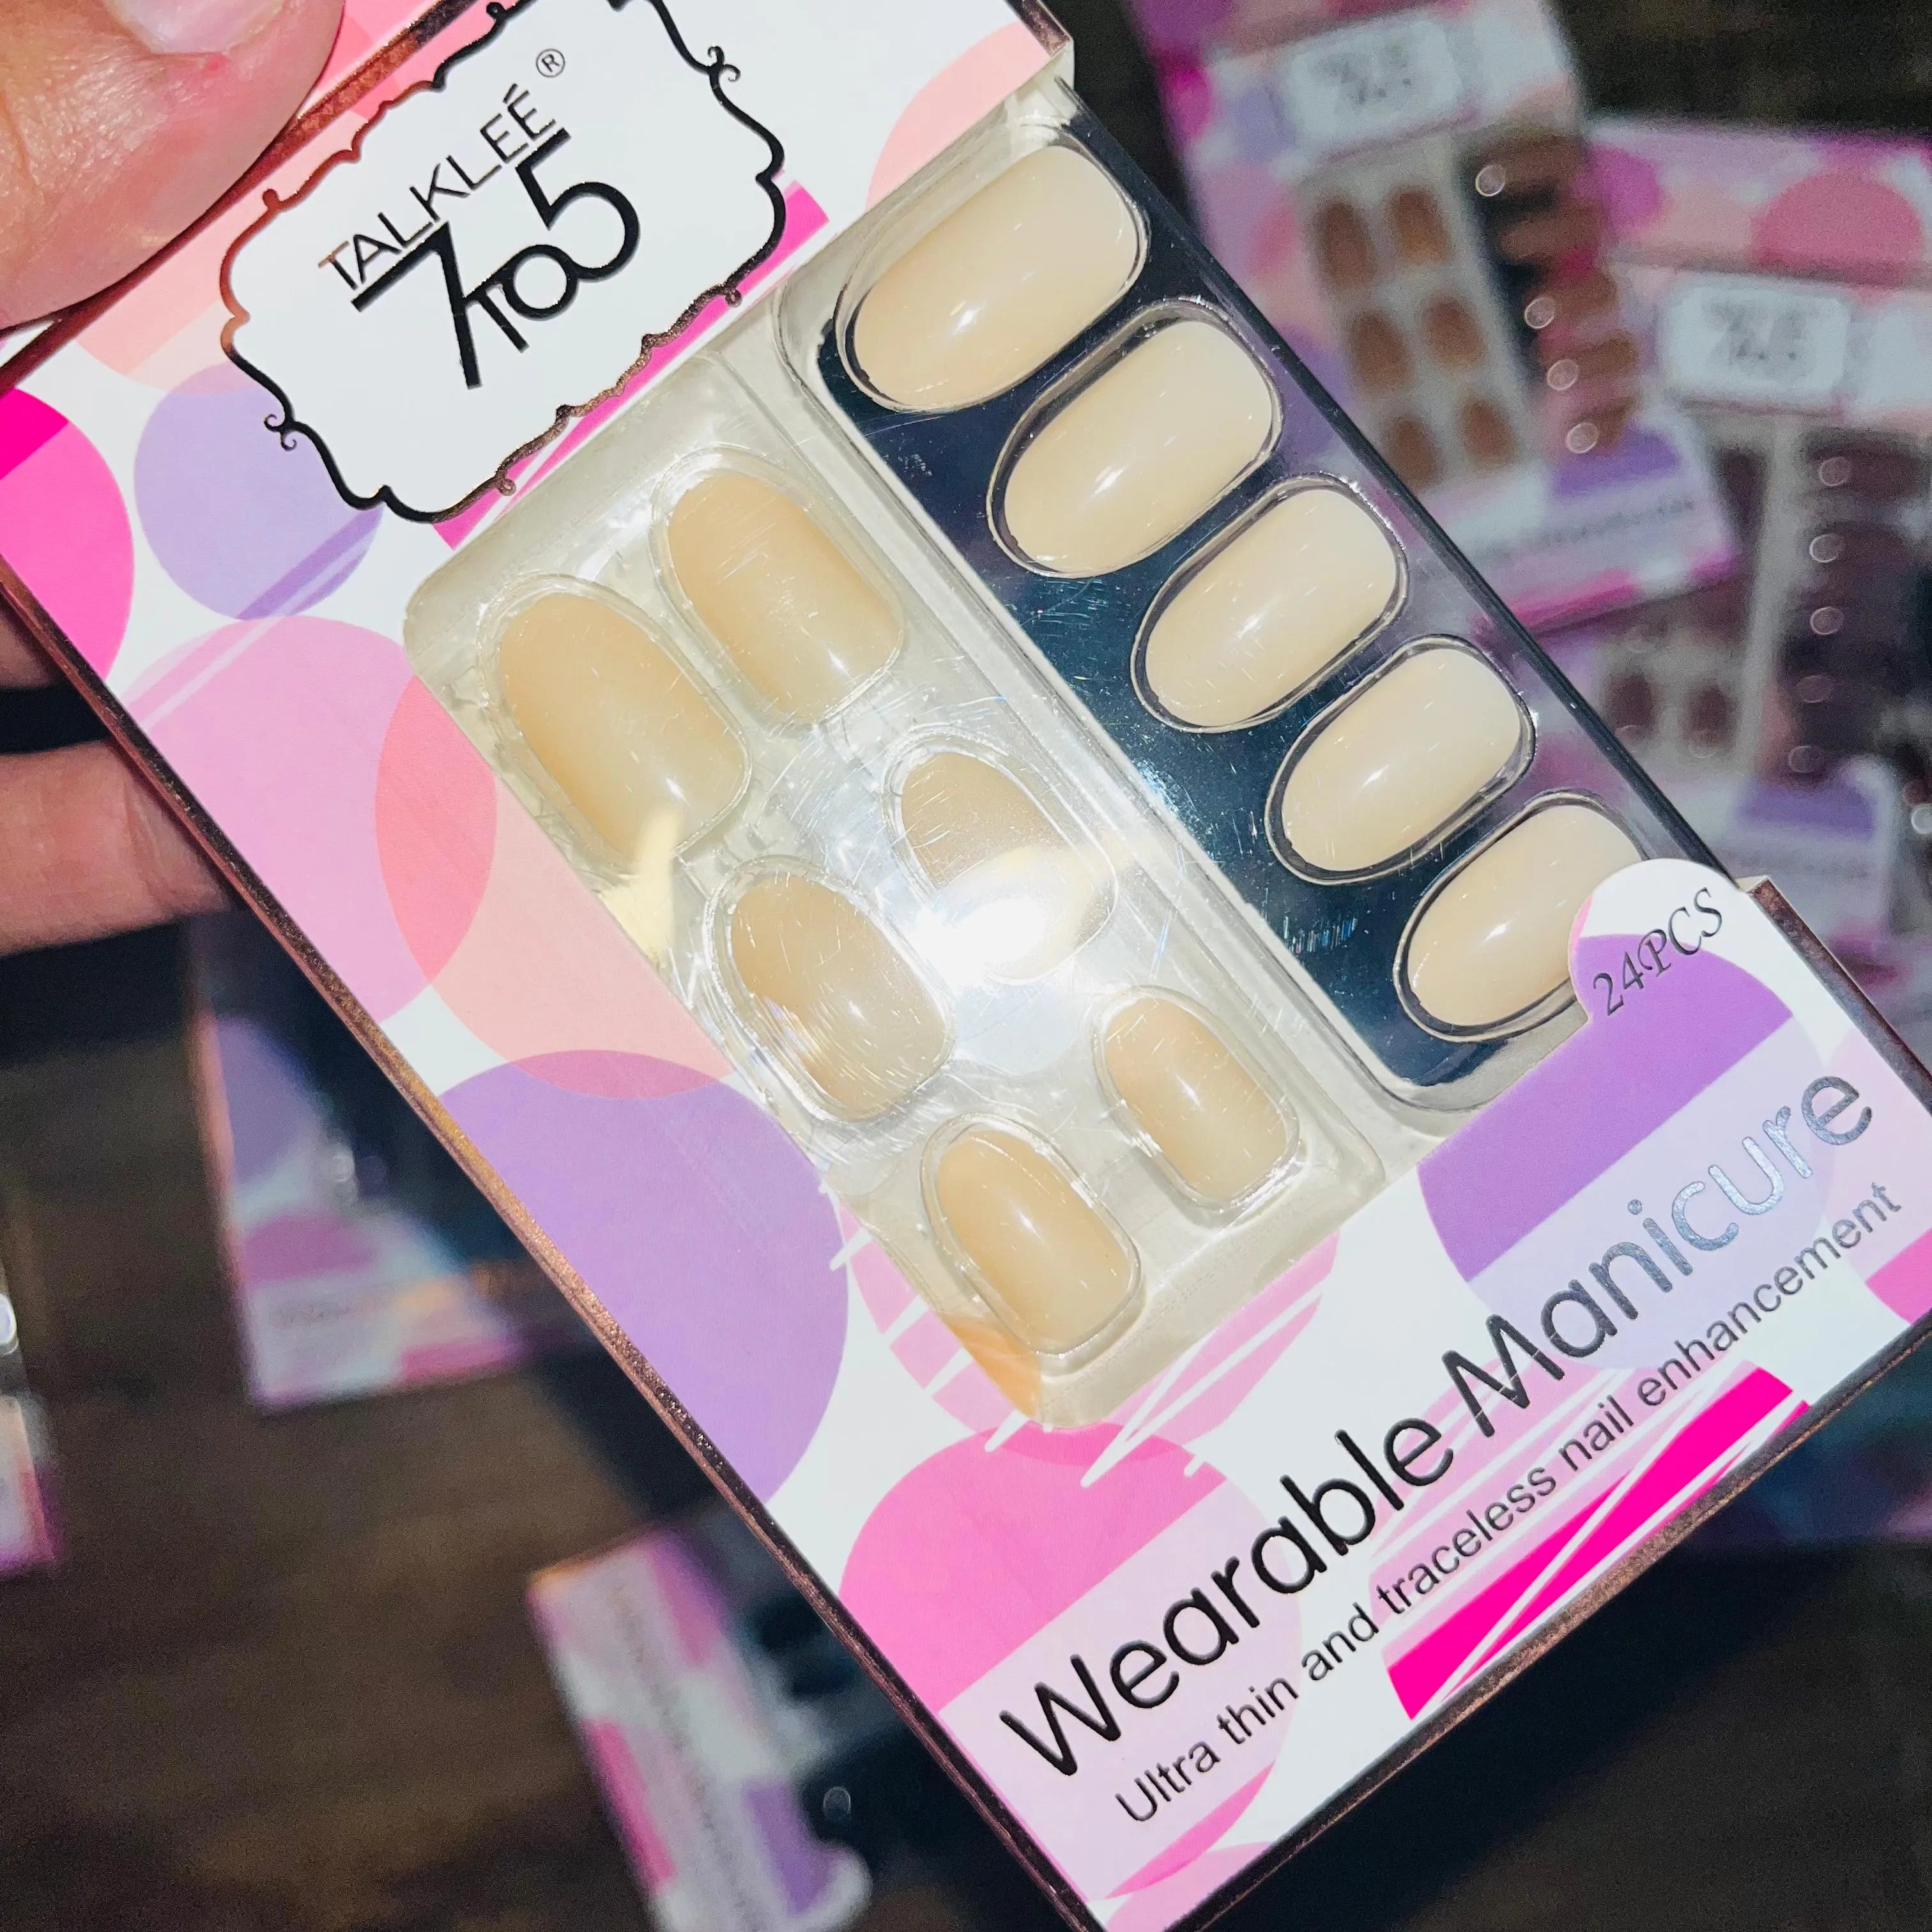 TALKLEÉ®
7TO5
24PCS
Wearable Manicure
Ultra thin and traceless nail enhancement